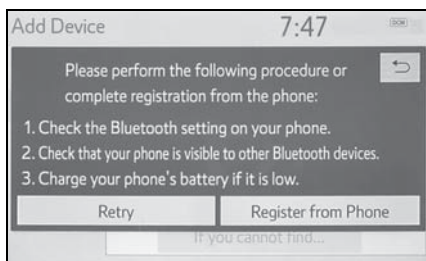 Add Device
7:47
DCM
Please perform the following procedure or
complete registration from the phone:
1. Check the Bluetooth setting on your phone.
2. Check that your phone is visible to other Bluetooth devices.
3. Charge your phone's battery if it is low.
Retry
Register from Phone
If you cannot find...